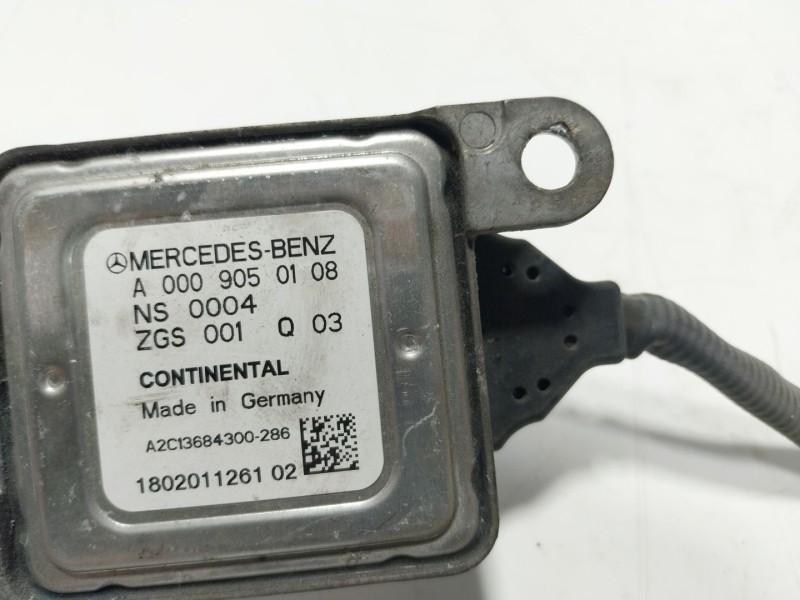 MERCEDES-BENZ
A 000 905 01 08
NS 0004
ZGS 001 Q 03
CONTINENTAL
Made in Germany
A2C13684300-286
1802011261 02